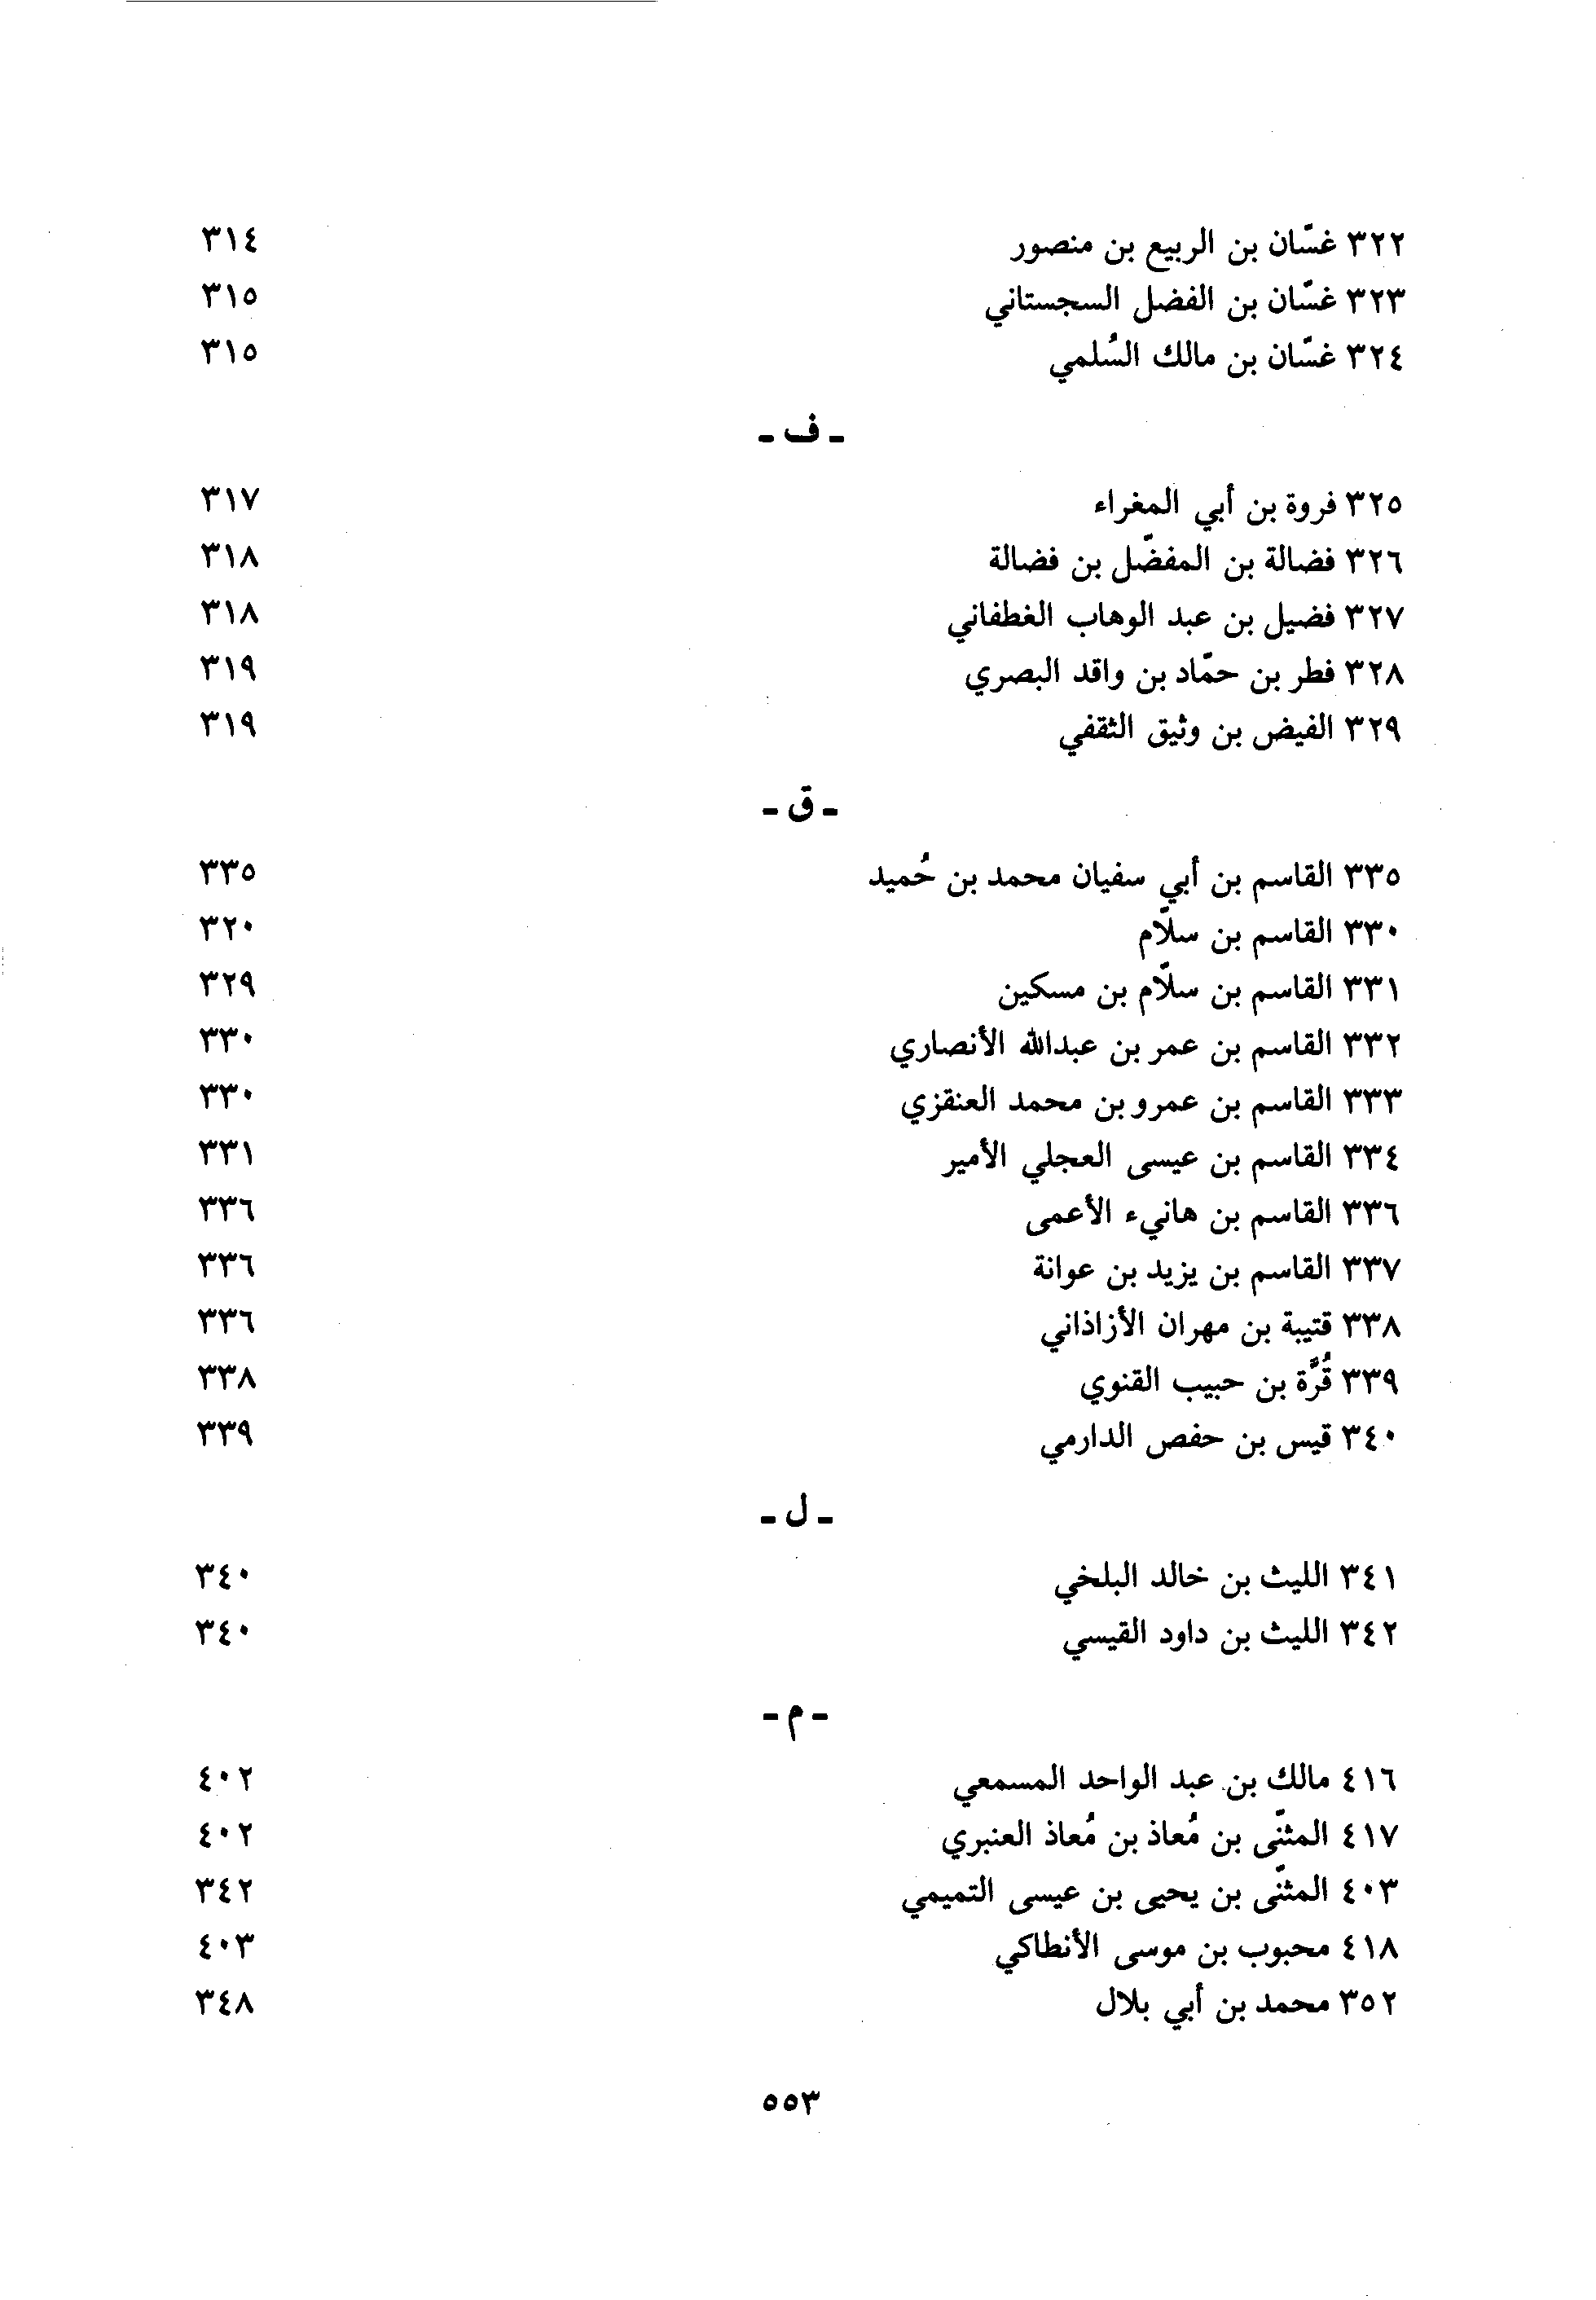 ٣٢٢ غسّان بن الربيع بن منصور ٣١٤
٣٢٣ غسّان بن الفضل السجستاني ٣١٥
٣٢٤ غسّان بن مالك السُلمي ٣١٥
- ف -
٣٢٥ فروة بن أبي المغراء ٣١٧
٣٢٦ فضالة بن المفضّل بن فضالة ٣١٨
٣٢٧ فضيل بن عبد الوهاب الغطفاني ٣١٨
٣٢٨ فطر بن حمّاد بن واقد البصري ٣١٩
٣٢٩ الفيض بن وثيق الثقفي ٣١٩
- ق -
٣٣٥ القاسم بن أبي سفيان محمد بن حُميد ٣٣٥
٣٣٠ القاسم بن سلّام ٣٢٠
٣٣١ القاسم بن سلّام بن مسكين ٣٢٩
٣٣٢ القاسم بن عمر بن عبدالله الأنصاري ٣٣٠
٣٣٣ القاسم بن عمرو بن محمد العنقزي ٣٣٠
٣٣٤ القاسم بن عيسى العجلي الأمير ٣٣١
٣٣٦ القاسم بن هانيء الأعمى ٣٣٦
٣٣٧ القاسم بن يزيد بن عوانة ٣٣٦
٣٣٨ قتيبة بن مهران الأزاذاني ٣٣٦
٣٣٩ قُرَّة بن حبيب القنوي ٣٣٨
٣٤٠ قيس بن حفص الدارمي ٣٣٩
- ل -
٣٤١ الليث بن خالد البلخي ٣٤٠
٣٤٢ الليث بن داود القيسي ٣٤٠
- م -
٤١٦ مالك بن عبد الواحد المسمعي ٤٠٢
٤١٧ المثنّى بن مُعاذ بن مُعاذ العنبري ٤٠٢
٤٠٣ المثنّى بن يحيى بن عيسى التميمي ٣٤٢
٤١٨ محبوب بن موسى الأنطاكي ٤٠٣
٣٥٢ محمد بن أبي بلال ٣٤٨
٥٥٣